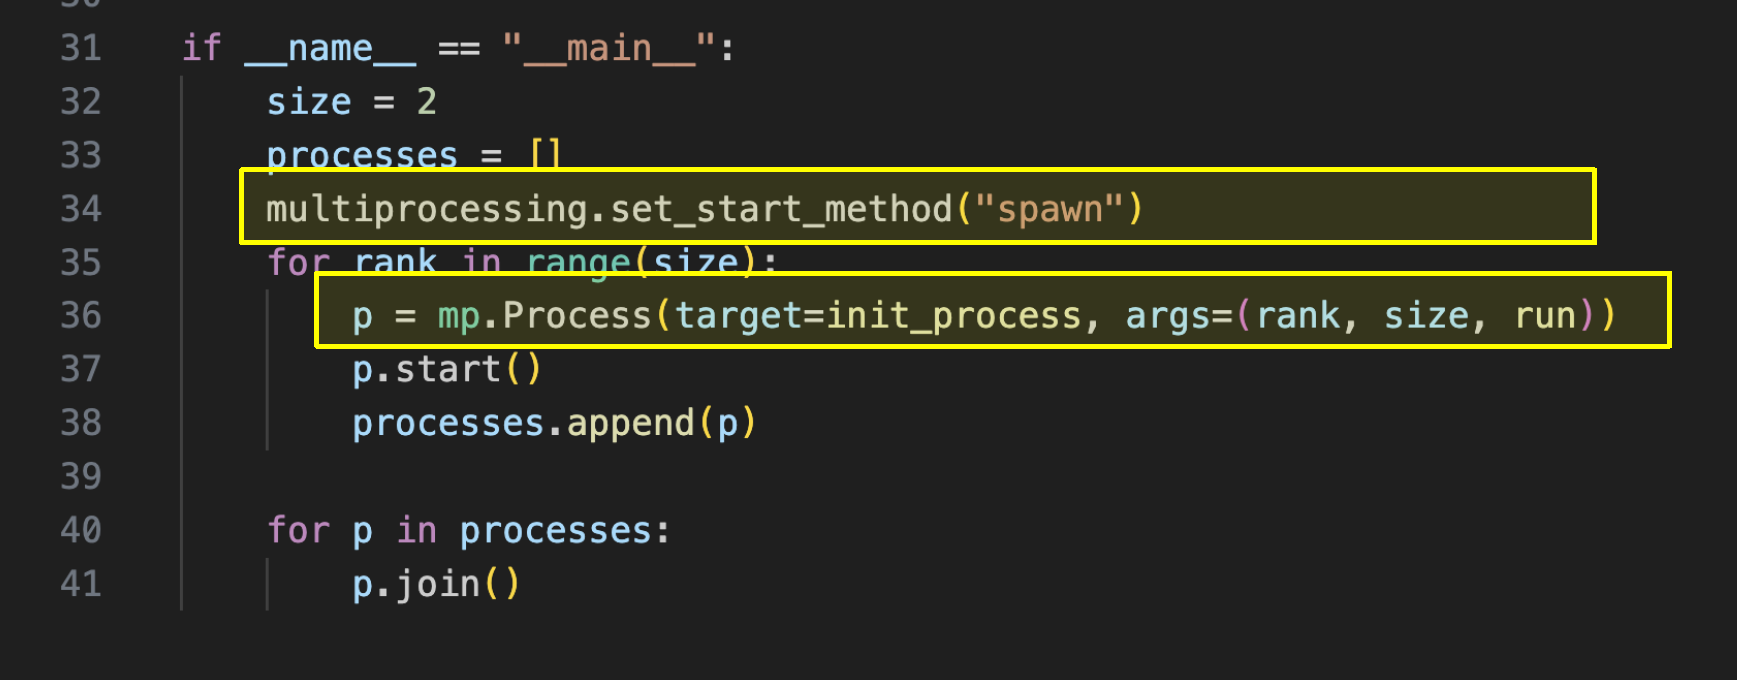 31 if __name__ == "__main__":
32 size = 2
33 processes = []
34 multiprocessing.set_start_method("spawn")
35 for rank in range(size):
36 p = mp.Process(target=init_process, args=(rank, size, run))
37 p.start()
38 processes.append(p)
39
40 for p in processes:
41 p.join()